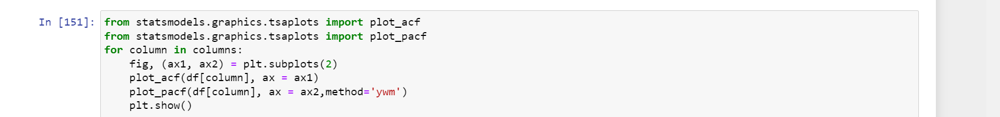 In [151]: from statsmodels.graphics.tsaplots import plot_acf
from statsmodels.graphics.tsaplots import plot_pacf
for column in columns:
    fig, (ax1, ax2) = plt.subplots(2)
    plot_acf(df[column], ax = ax1)
    plot_pacf(df[column], ax = ax2,method='ywm')
    plt.show()